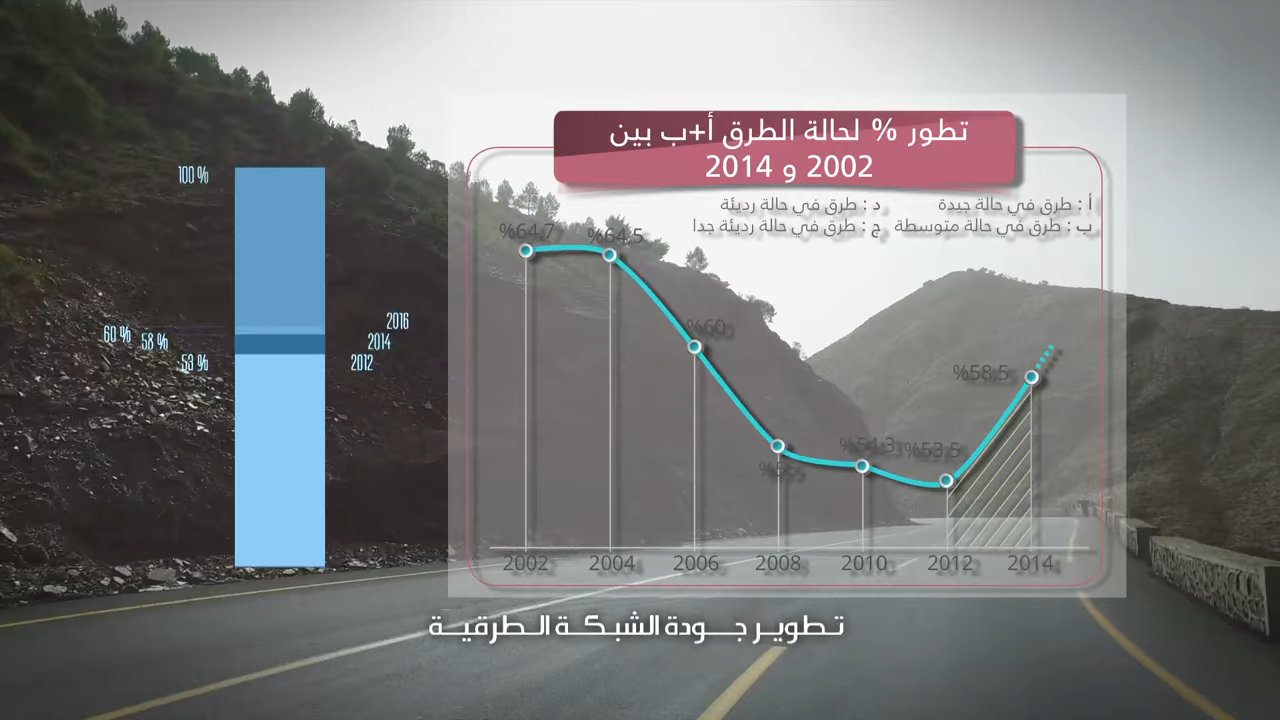 تطور % لحالة الطرق أ+ب بين
2002 و 2014
أ : طرق في حالة جيدة د : طرق في حالة رديئة
ب : طرق في حالة متوسطة ج : طرق في حالة رديئة جدا
100 %
60 % 58 % 53 %
2016
2014
2012
%64,7 %64,5
%60
%58,5
%54,3 %53,5
2002 2004 2006 2008 2010 2012 2014
تطوير جودة الشبكة الطرقية